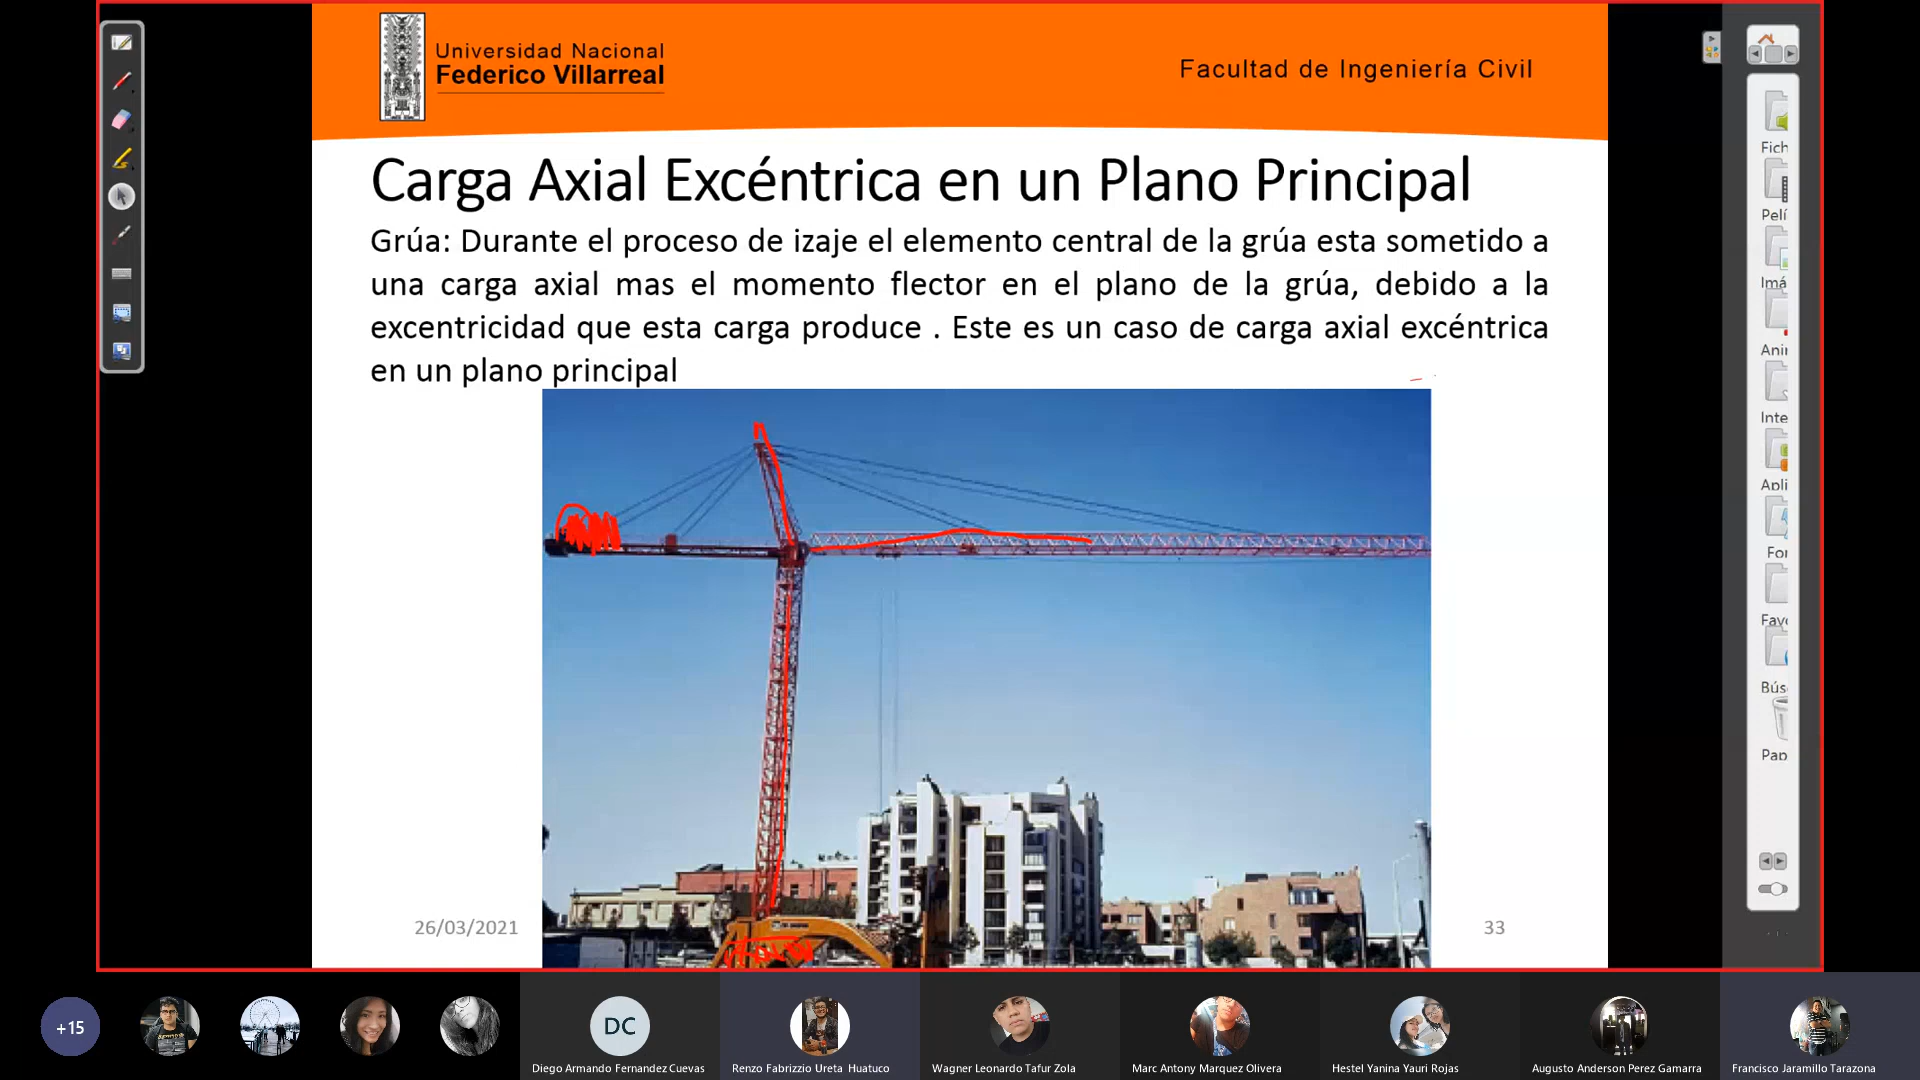 Universidad Nacional
Federico Villarreal
Facultad de Ingeniería Civil
Carga Axial Excéntrica en un Plano Principal
Grúa: Durante el proceso de izaje el elemento central de la grúa esta sometido a
una carga axial mas el momento flector en el plano de la grúa, debido a la
excentricidad que esta carga produce . Este es un caso de carga axial excéntrica
en un plano principal
26/03/2021
33
Fich
Pelí
Imá
Ani
Inte
Apli
For
Favo
Bús
Pap
+15
DC
Diego Armando Fernandez Cuevas
Renzo Fabrizzio Ureta Huatuco
Wagner Leonardo Tafur Zola
Marc Antony Marquez Olivera
Hestel Yanina Yauri Rojas
Augusto Anderson Perez Gamarra
Francisco Jaramillo Tarazona